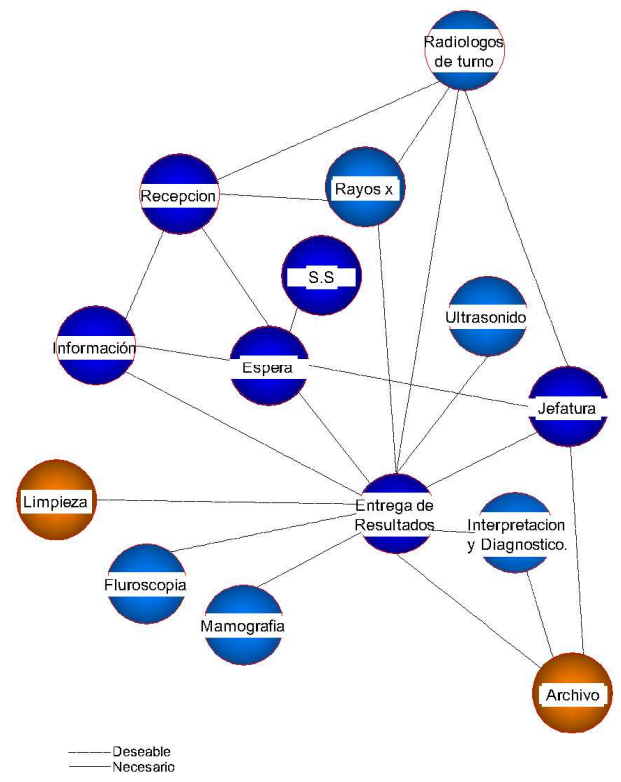 Radiologos
de turno
Recepcion
Rayos x
S.S
Ultrasonido
Información
Espera
Jefatura
Limpieza
Entrega de
Resultados
Interpretacion
y Diagnostico.
Fluroscopia
Mamografia
Archivo
Deseable
Necesario